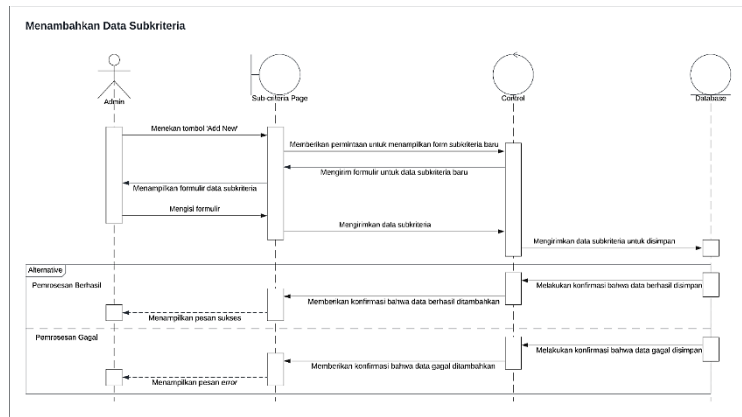 Menambahkan Data Subkriteria
Admin
Sub-criteria Page
Control
Database
Menekan tombol 'Add New'
Memberikan permintaan untuk menampilkan form subkriteria baru
Mengirim formulir untuk data subkriteria baru
Menampilkan formulir data subkriteria
Mengisi formulir
Mengirimkan data subkriteria
Mengirimkan data subkriteria untuk disimpan
Alternative
Pemrosesan Berhasil
Melakukan konfirmasi bahwa data berhasil disimpan
Memberikan konfirmasi bahwa data berhasil ditambahkan
Menampilkan pesan sukses
Pemrosesan Gagal
Melakukan konfirmasi bahwa data gagal disimpan
Memberikan konfirmasi bahwa data gagal ditambahkan
Menampilkan pesan error